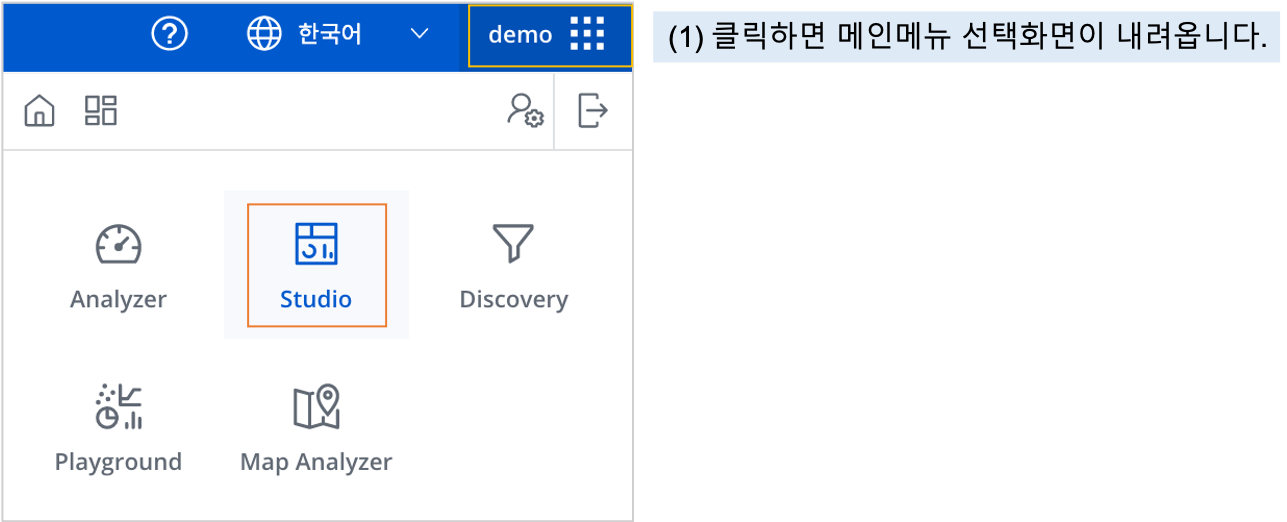 한국어
demo
(1) 클릭하면 메인메뉴 선택화면이 내려옵니다.
Analyzer
Studio
Discovery
Playground
Map Analyzer